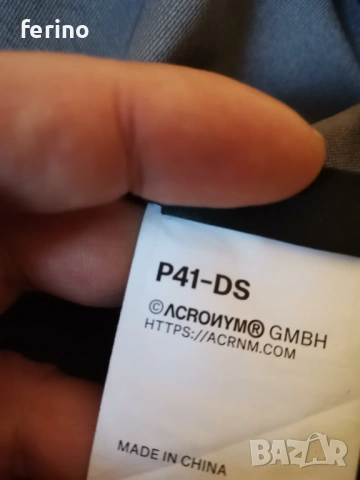 ferino
P41-DS
©ACRONYM® GMBH
HTTPS://ACRNM.COM
MADE IN CHINA
BAZAR